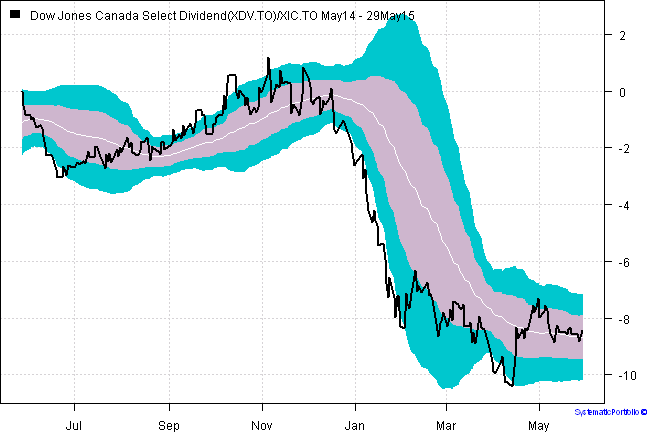 Dow Jones Canada Select Dividend(XDV.TO)/XIC.TO May14 - 29May15
2
0
-2
-4
-6
-8
-10
Jul Sep Nov Jan Mar May
SystematicPortfolio ©